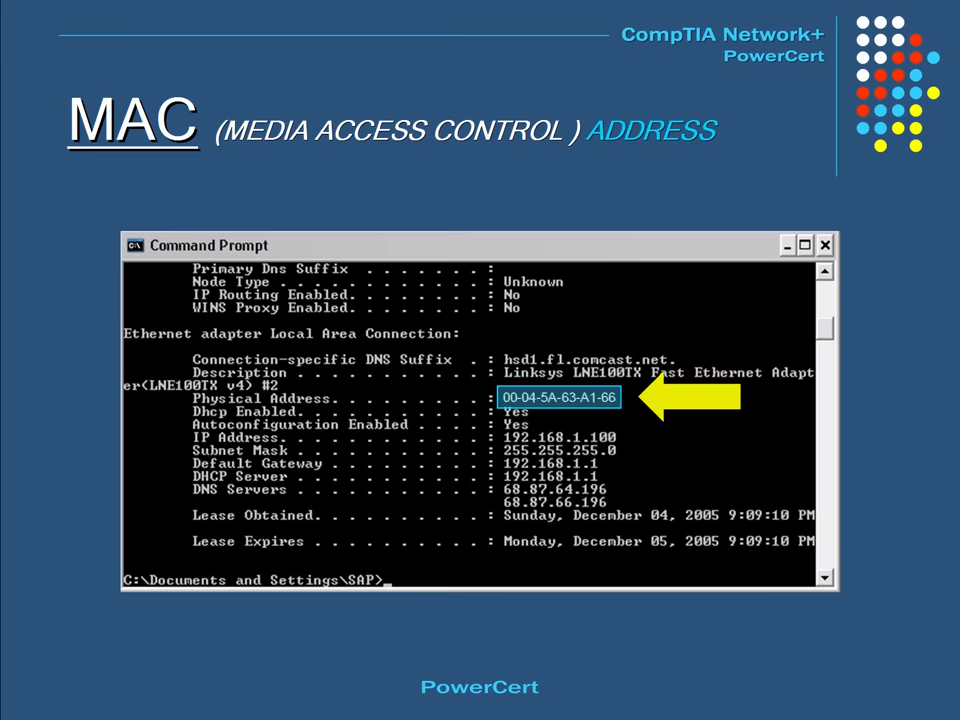 CompTIA Network+
PowerCert
MAC (MEDIA ACCESS CONTROL ) ADDRESS
C:\ Command Prompt
Primary Dns Suffix . . . . . . . :
Node Type . . . . . . . . . . . . : Unknown
IP Routing Enabled. . . . . . . . : No
WINS Proxy Enabled. . . . . . . . : No
Ethernet adapter Local Area Connection:
Connection-specific DNS Suffix . : hsd1.fl.comcast.net.
Description . . . . . . . . . . . : Linksys LNE100TX Fast Ethernet Adapt
er(LNE100TX v4) #2
Physical Address. . . . . . . . . : 00-04-5A-63-A1-66
Dhcp Enabled. . . . . . . . . . . : Yes
Autoconfiguration Enabled . . . . : Yes
IP Address. . . . . . . . . . . . : 192.168.1.100
Subnet Mask . . . . . . . . . . . : 255.255.255.0
Default Gateway . . . . . . . . . : 192.168.1.1
DHCP Server . . . . . . . . . . . : 192.168.1.1
DNS Servers . . . . . . . . . . . : 68.87.64.196
68.87.66.196
Lease Obtained. . . . . . . . . . : Sunday, December 04, 2005 9:09:10 PM
Lease Expires . . . . . . . . . . : Monday, December 05, 2005 9:09:10 PM
C:\Documents and Settings\SAP>_
PowerCert